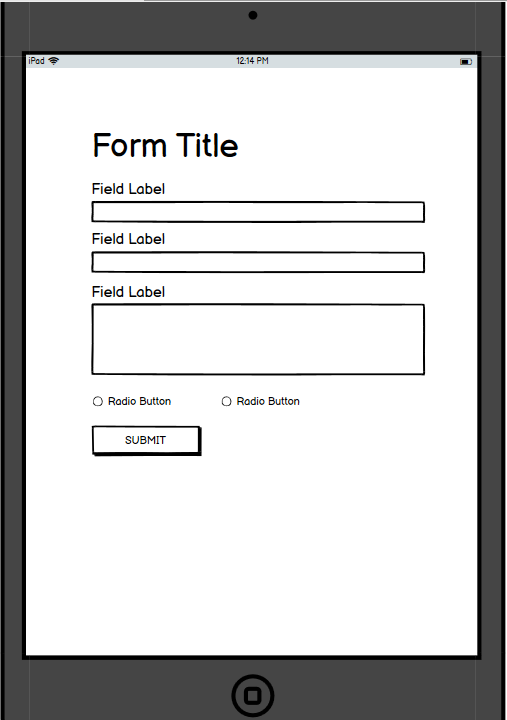 iPad 12:14 PM
Form Title
Field Label
Field Label
Field Label
Radio Button Radio Button
SUBMIT